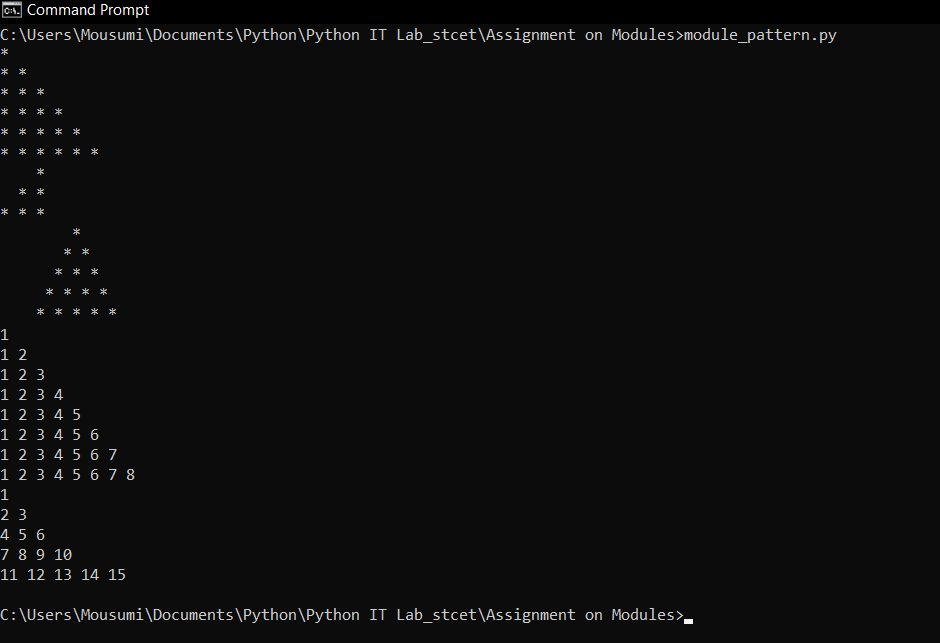 Command Prompt
C:\Users\Mousumi\Documents\Python\Python IT Lab_stcet\Assignment on Modules>module_pattern.py
*
* *
* * *
* * * *
* * * * *
* * * * * *
    *
  * *
* * *
        *
       * *
      * * *
     * * * *
    * * * * *
1
1 2
1 2 3
1 2 3 4
1 2 3 4 5
1 2 3 4 5 6
1 2 3 4 5 6 7
1 2 3 4 5 6 7 8
1
2 3
4 5 6
7 8 9 10
11 12 13 14 15
C:\Users\Mousumi\Documents\Python\Python IT Lab_stcet\Assignment on Modules>